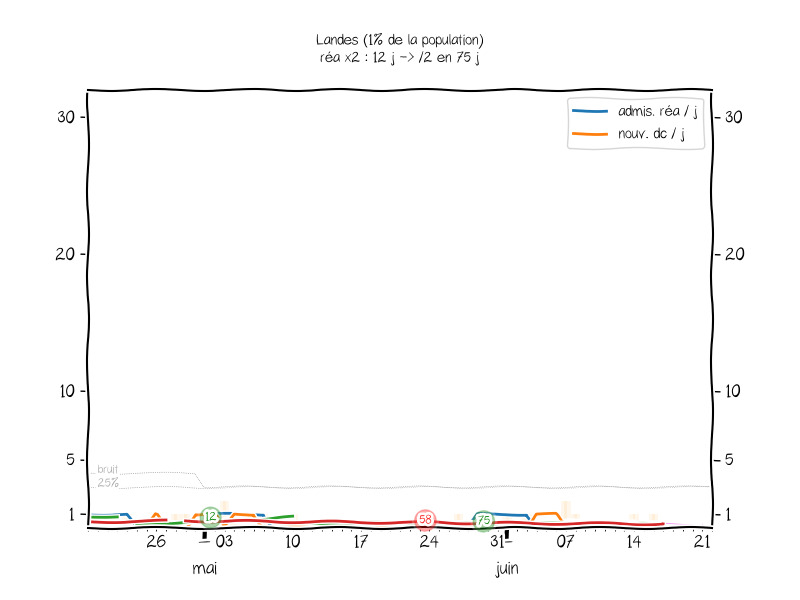 Landes (1% de la population)
réa x2 : 12 j -> /2 en 75 j
30 30
admis. réa / j
nouv. dc / j
20 20
10 10
5 5
bruit
25%
1 12 58 75 1
26 03 10 17 24 31 07 14 21
mai juin